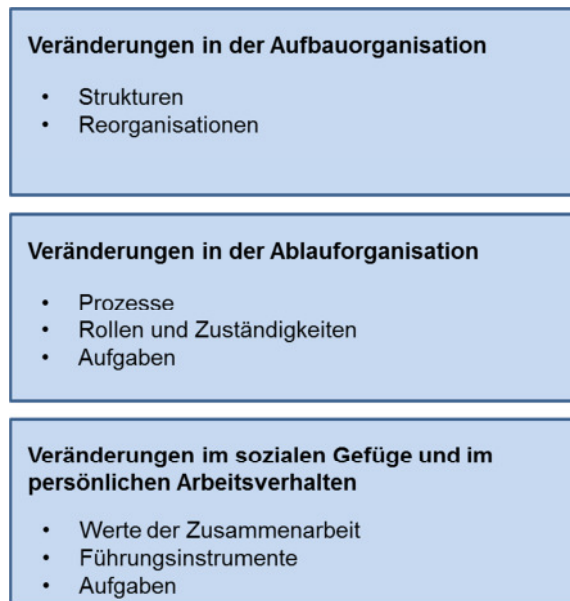 Veränderungen in der Aufbauorganisation
• Strukturen
• Reorganisationen
Veränderungen in der Ablauforganisation
• Prozesse
• Rollen und Zuständigkeiten
• Aufgaben
Veränderungen im sozialen Gefüge und im
persönlichen Arbeitsverhalten
• Werte der Zusammenarbeit
• Führungsinstrumente
• Aufgaben